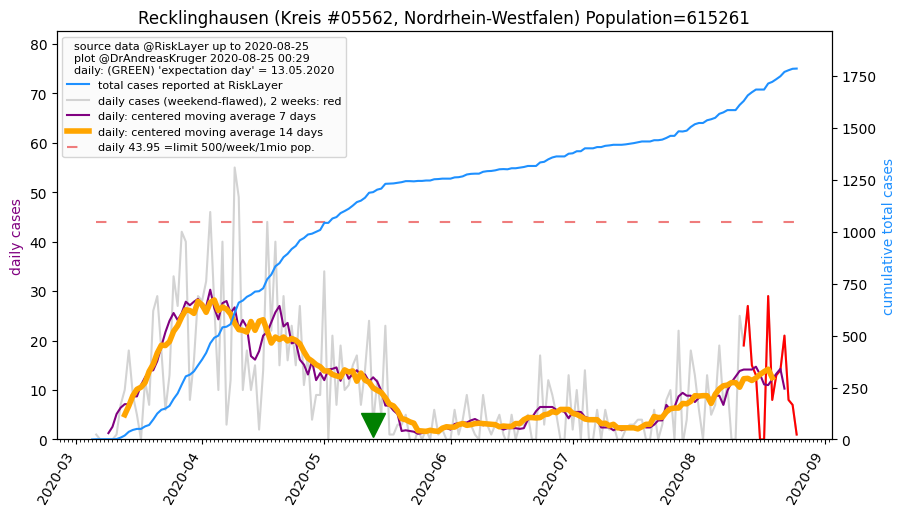 Recklinghausen (Kreis #05562, Nordrhein-Westfalen) Population=615261
source data @RiskLayer up to 2020-08-25
plot @DrAndreasKruger 2020-08-25 00:29
daily: (GREEN) 'expectation day' = 13.05.2020
total cases reported at RiskLayer
daily cases (weekend-flawed), 2 weeks: red
daily: centered moving average 7 days
daily: centered moving average 14 days
daily 43.95 =limit 500/week/1mio pop.
daily cases
80
70
60
50
40
30
20
10
0
1750
1500
1250
1000
750
500
250
0
cumulative total cases
2020-03
2020-04
2020-05
2020-06
2020-07
2020-08
2020-09